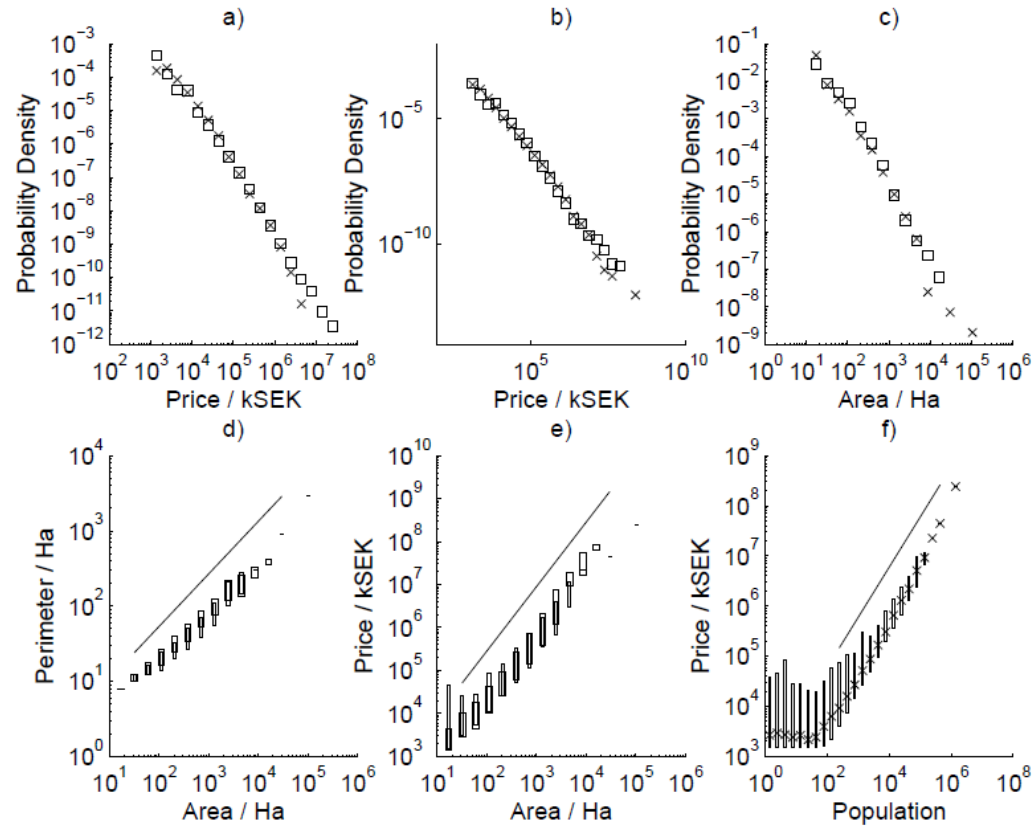 a)
10^−3
10^−4
10^−5
10^−6
10^−7
10^−8
10^−9
10^−10
10^−11
10^−12
Probability Density
10^2 10^3 10^4 10^5 10^6 10^7 10^8
Price / kSEK
b)
10^−5
10^−10
Probability Density
10^5 10^10
Price / kSEK
c)
10^−1
10^−2
10^−3
10^−4
10^−5
10^−6
10^−7
10^−8
10^−9
Probability Density
10^0 10^1 10^2 10^3 10^4 10^5 10^6
Area / Ha
d)
10^4
10^3
10^2
10^1
10^0
Perimeter / Ha
10^1 10^2 10^3 10^4 10^5 10^6
Area / Ha
e)
10^10
10^9
10^8
10^7
10^6
10^5
10^4
10^3
Price / kSEK
10^1 10^2 10^3 10^4 10^5 10^6
Area / Ha
f)
10^9
10^8
10^7
10^6
10^5
10^4
10^3
Price / kSEK
10^0 10^2 10^4 10^6 10^8
Population